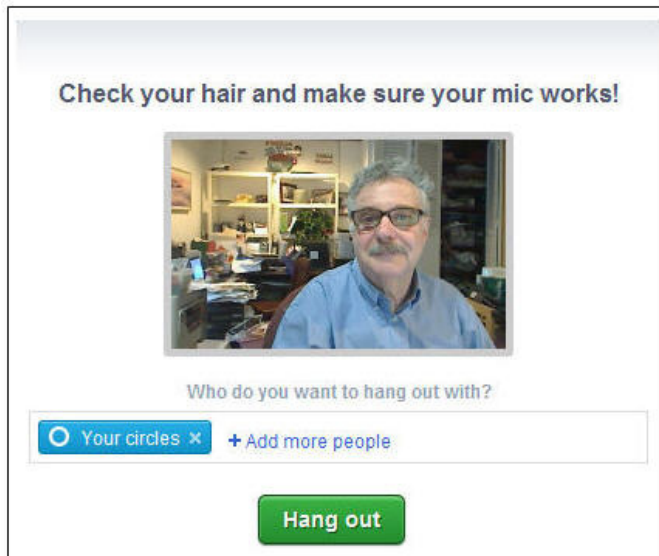 Check your hair and make sure your mic works!
Who do you want to hang out with?
Your circles × + Add more people
Hang out